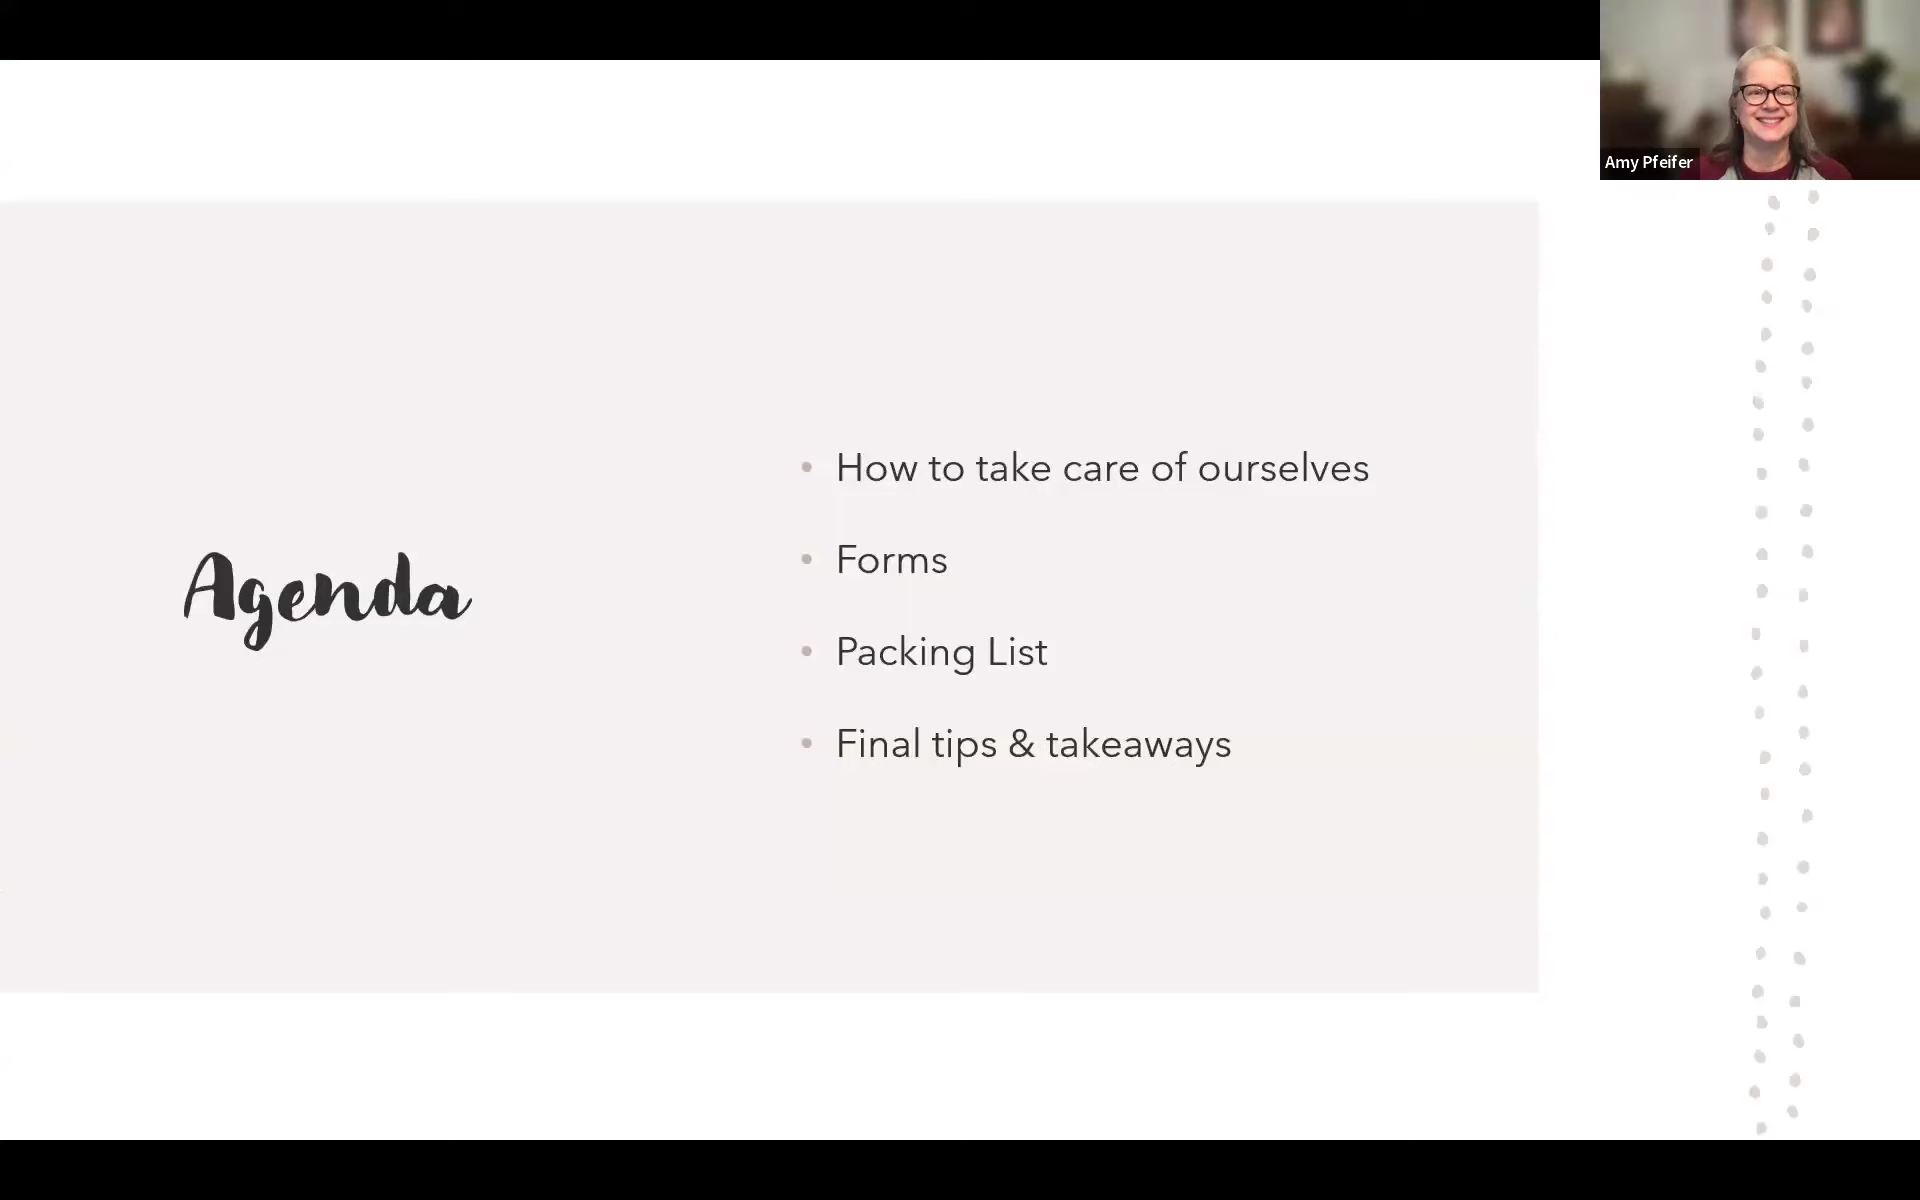 Amy Pfeifer
Agenda
• How to take care of ourselves
• Forms
• Packing List
• Final tips & takeaways